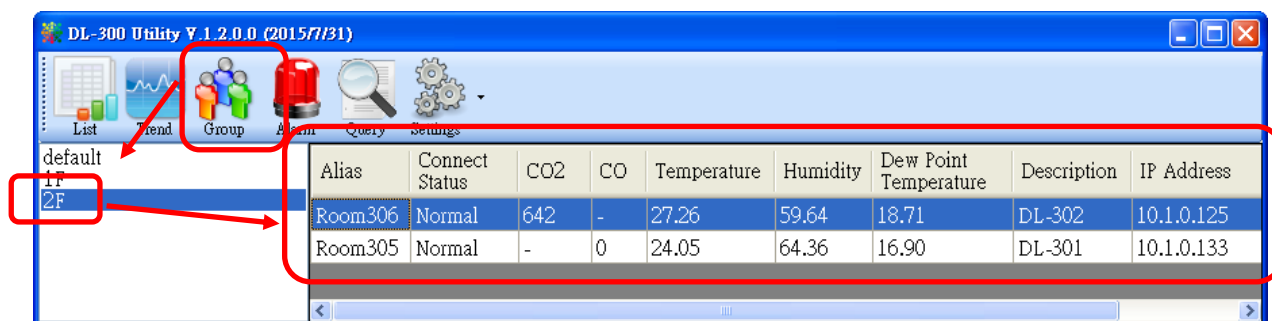 DL-300 Utility V.1.2.0.0 (2015/7/31)
List Trend Group Alarm Query Settings
default
1F
2F
Alias Connect Status CO2 CO Temperature Humidity Dew Point Temperature Description IP Address
Room306 Normal 642 - 27.26 59.64 18.71 DL-302 10.1.0.125
Room305 Normal - 0 24.05 64.36 16.90 DL-301 10.1.0.133